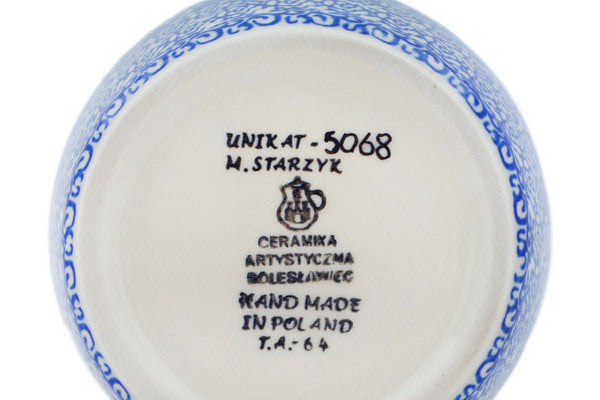 UNIKAT-5068
M. STARZYK
CERAMIKA
ARTYSTYCZNA
BOLESŁAWIEC
HAND MADE
IN POLAND
T.A.-64